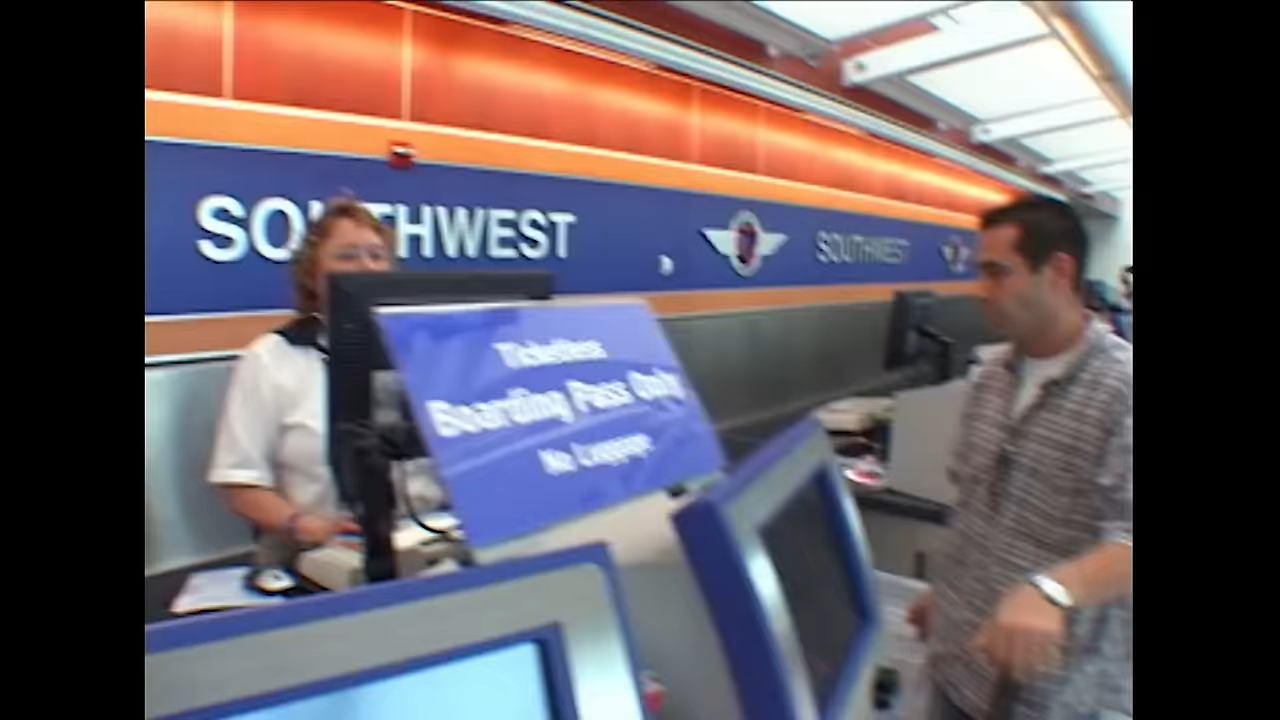 SOUTHWEST
SOUTHWEST
Ticketless
Boarding Pass Only
No Luggage